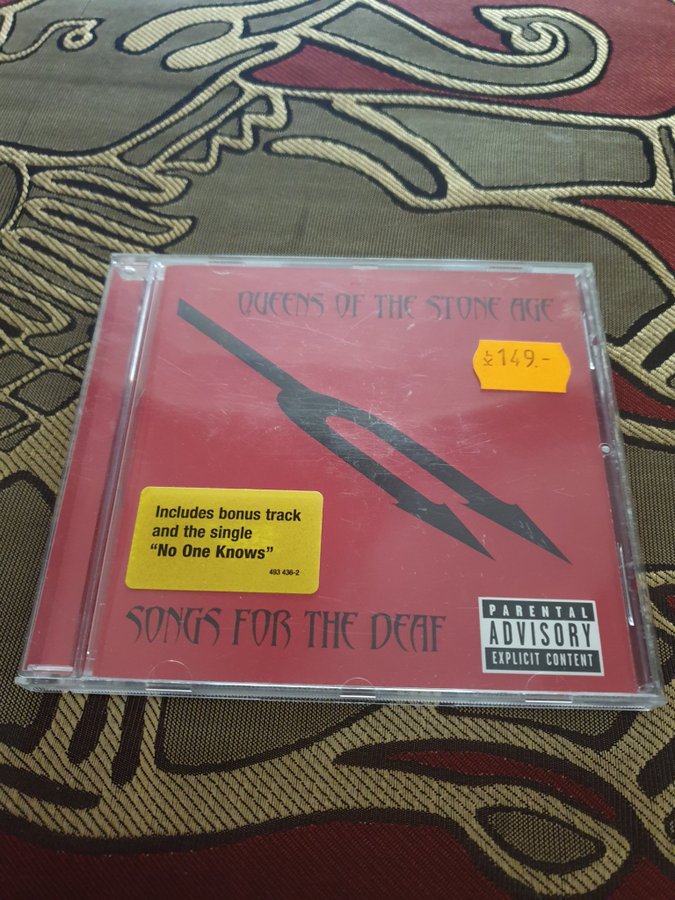 QUEENS OF THE STONE AGE
KR 149.-
Includes bonus track
and the single
"No One Knows"
493 436-2
SONGS FOR THE DEAF
PARENTAL
ADVISORY
EXPLICIT CONTENT